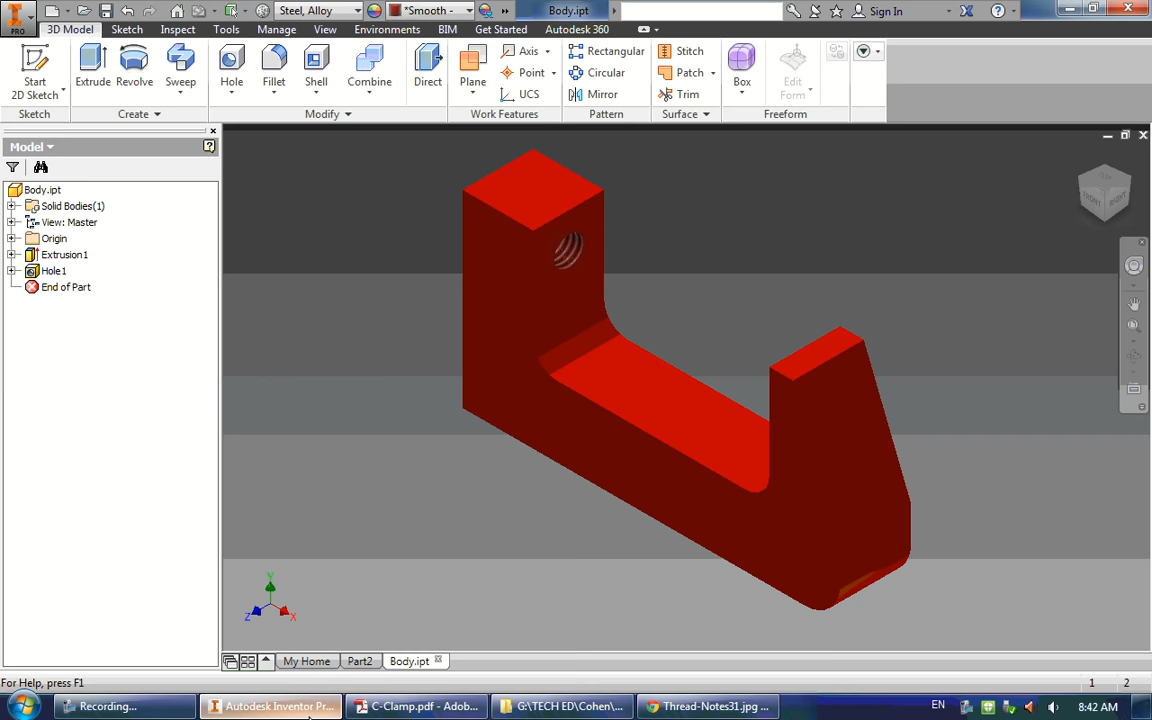 Steel, Alloy
*Smooth -
Body.ipt
Sign In
PRO
3D Model
Sketch
Inspect
Tools
Manage
View
Environments
BIM
Get Started
Autodesk 360
Start
2D Sketch
Extrude
Revolve
Sweep
Hole
Fillet
Shell
Combine
Direct
Plane
Axis
Point
UCS
Rectangular
Circular
Mirror
Stitch
Patch
Trim
Box
Edit
Form
Sketch
Create
Modify
Work Features
Pattern
Surface
Freeform
Model
Body.ipt
Solid Bodies(1)
View: Master
Origin
Extrusion1
Hole1
End of Part
FRONT
RIGHT
Y
Z
X
My Home
Part2
Body.ipt
For Help, press F1
1
2
Recording...
Autodesk Inventor Pr...
C-Clamp.pdf - Adob...
G:\TECH ED\Cohen\...
Thread-Notes31.jpg ...
EN
8:42 AM